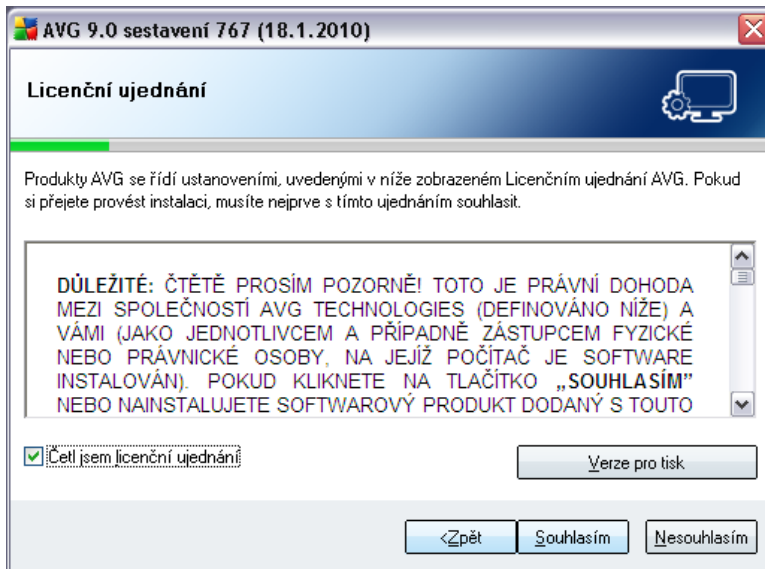 AVG 9.0 sestavení 767 (18.1.2010)
Licenční ujednání
Produkty AVG se řídí ustanoveními, uvedenými v níže zobrazeném Licenčním ujednání AVG. Pokud
si přejete provést instalaci, musíte nejprve s tímto ujednáním souhlasit.
DŮLEŽITÉ: ČTĚTĚ PROSÍM POZORNĚ! TOTO JE PRÁVNÍ DOHODA
MEZI SPOLEČNOSTÍ AVG TECHNOLOGIES (DEFINOVÁNO NÍŽE) A
VÁMI (JAKO JEDNOTLIVCEM A PŘÍPADNĚ ZÁSTUPCEM FYZICKÉ
NEBO PRÁVNICKÉ OSOBY, NA JEJÍŽ POČÍTAČ JE SOFTWARE
INSTALOVÁN). POKUD KLIKNETE NA TLAČÍTKO „SOUHLASÍM”
NEBO NAINSTALUJETE SOFTWAROVÝ PRODUKT DODANÝ S TOUTO
Četl jsem licenční ujednání
Verze pro tisk
<Zpět
Souhlasím
Nesouhlasím